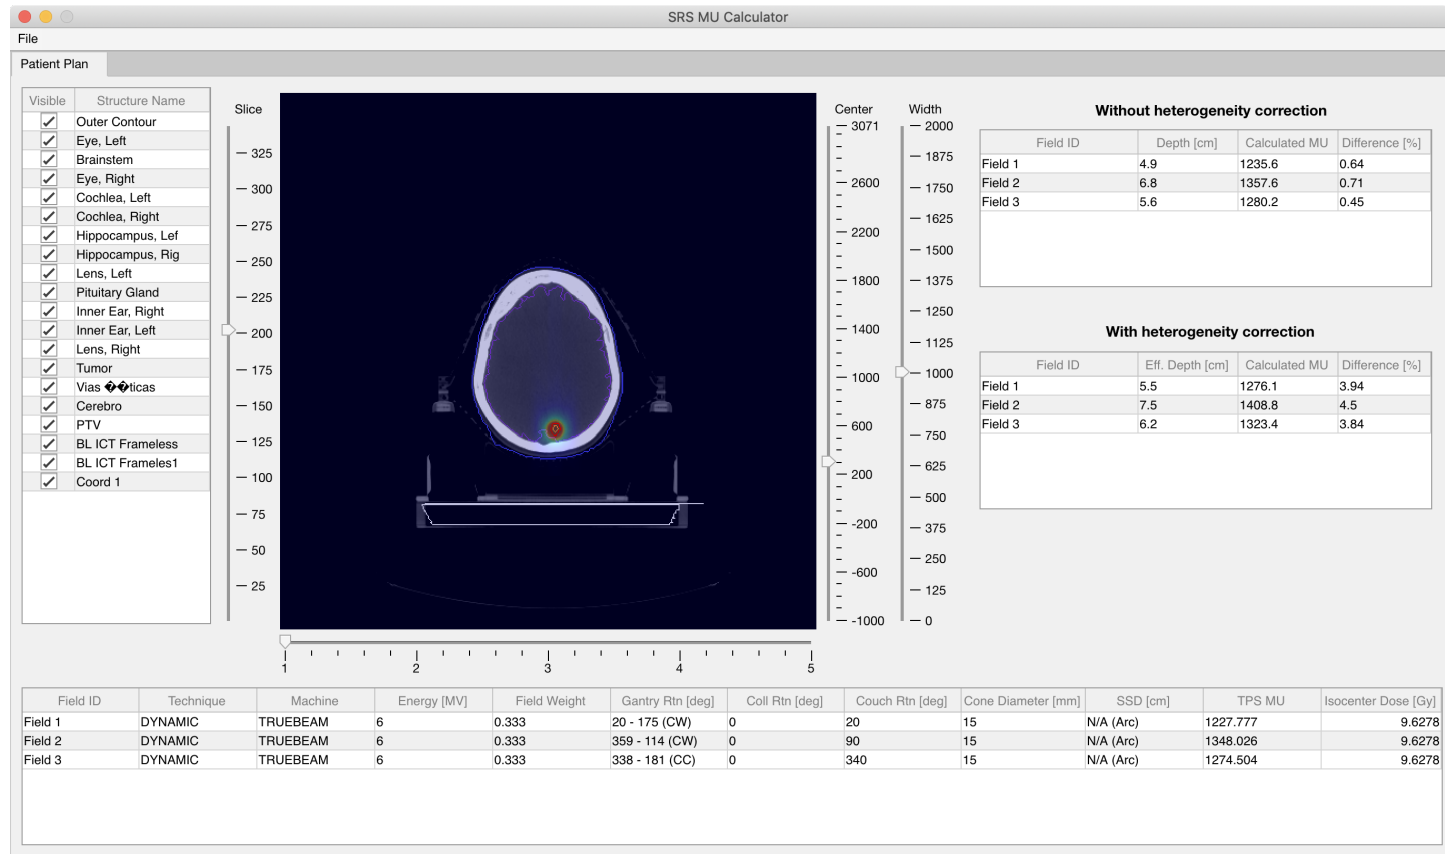 SRS MU Calculator
File
Patient Plan
Visible Structure Name
Outer Contour
Eye, Left
Brainstem
Eye, Right
Cochlea, Left
Cochlea, Right
Hippocampus, Lef
Hippocampus, Rig
Lens, Left
Pituitary Gland
Inner Ear, Right
Inner Ear, Left
Lens, Right
Tumor
Vias ��ticas
Cerebro
PTV
BL ICT Frameless
BL ICT Frameles1
Coord 1
Slice
325
300
275
250
225
200
175
150
125
100
75
50
25
1 2 3 4 5
Center
3071
2600
2200
1800
1400
1000
600
200
-200
-600
-1000
Width
2000
1875
1750
1625
1500
1375
1250
1125
1000
875
750
625
500
375
250
125
0
Without heterogeneity correction
Field ID Depth [cm] Calculated MU Difference [%]
Field 1 4.9 1235.6 0.64
Field 2 6.8 1357.6 0.71
Field 3 5.6 1280.2 0.45
With heterogeneity correction
Field ID Eff. Depth [cm] Calculated MU Difference [%]
Field 1 5.5 1276.1 3.94
Field 2 7.5 1408.8 4.5
Field 3 6.2 1323.4 3.84
Field ID Technique Machine Energy [MV] Field Weight Gantry Rtn [deg] Coll Rtn [deg] Couch Rtn [deg] Cone Diameter [mm] SSD [cm] TPS MU Isocenter Dose [Gy]
Field 1 DYNAMIC TRUEBEAM 6 0.333 20 - 175 (CW) 0 20 15 N/A (Arc) 1227.777 9.6278
Field 2 DYNAMIC TRUEBEAM 6 0.333 359 - 114 (CW) 0 90 15 N/A (Arc) 1348.026 9.6278
Field 3 DYNAMIC TRUEBEAM 6 0.333 338 - 181 (CC) 0 340 15 N/A (Arc) 1274.504 9.6278